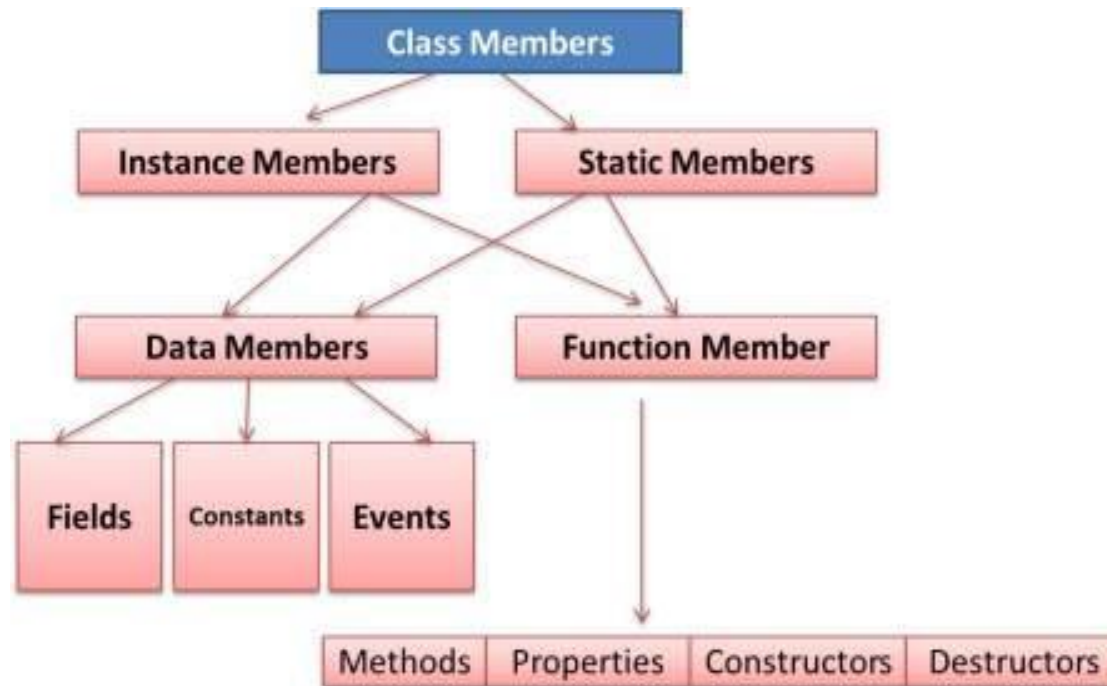 Class Members
Instance Members
Static Members
Data Members
Function Member
Fields
Constants
Events
Methods
Properties
Constructors
Destructors